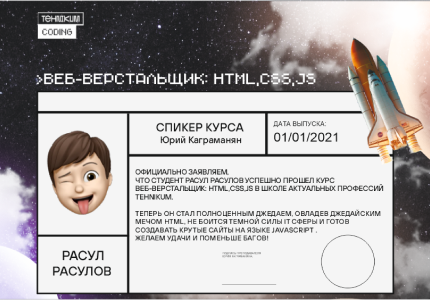 TEHNIKUM
CODING
>ВЕБ-ВЕРСТАЛЬЩИК: HTML,CSS,JS
СПИКЕР КУРСА
Юрий Каграманян
ДАТА ВЫПУСКА:
01/01/2021
ОФИЦИАЛЬНО ЗАЯВЛЯЕМ,
ЧТО СТУДЕНТ РАСУЛ РАСУЛОВ УСПЕШНО ПРОШЕЛ КУРС
ВЕБ-ВЕРСТАЛЬЩИК: HTML,CSS,JS В ШКОЛЕ АКТУАЛЬНЫХ ПРОФЕССИЙ
TEHNIKUM.
ТЕПЕРЬ ОН СТАЛ ПОЛНОЦЕННЫМ ДЖЕДАЕМ, ОВЛАДЕВ ДЖЕДАЙСКИМ
МЕЧОМ HTML, НЕ БОИТСЯ ТЕМНОЙ СИЛЫ IT СФЕРЫ И ГОТОВ
СОЗДАВАТЬ КРУТЫЕ САЙТЫ НА ЯЗЫКЕ JAVASCRIPT .
ЖЕЛАЕМ УДАЧИ И ПОМЕНЬШЕ БАГОВ!
РАСУЛ
РАСУЛОВ